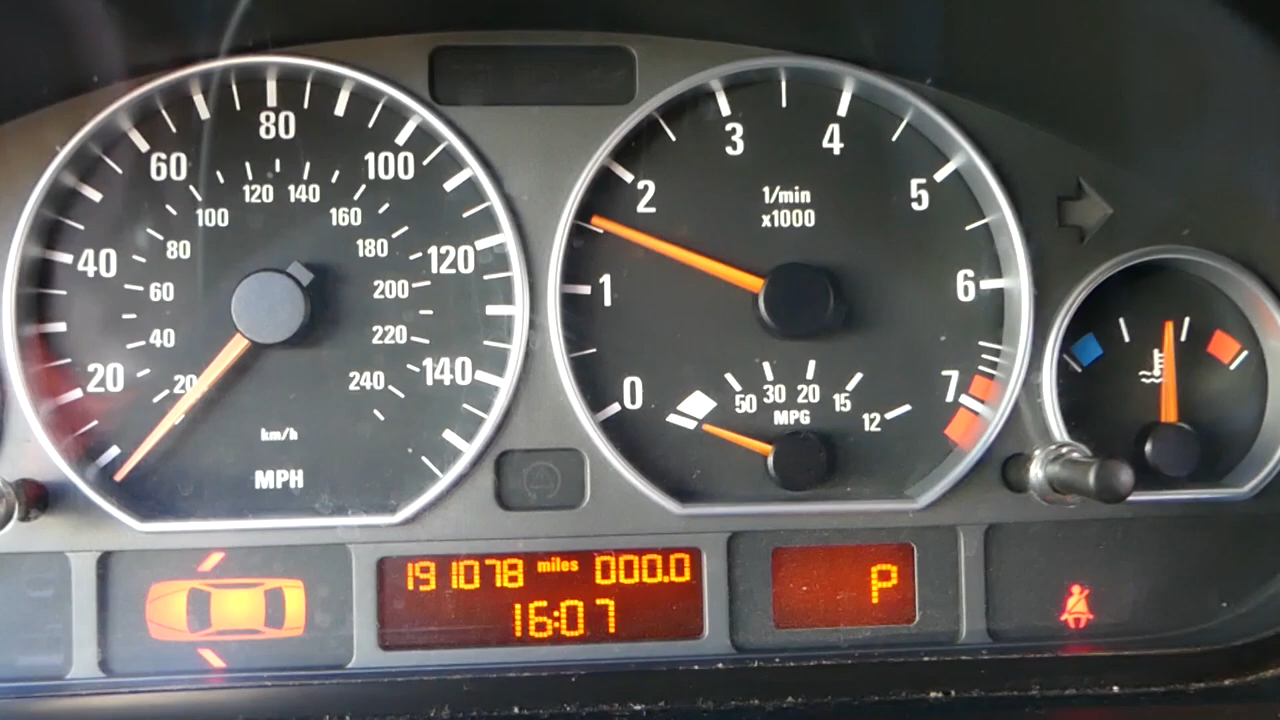 20 40 60 80 100 120 140
20 40 60 80 100 120 140 160 180 200 220 240
km/h
MPH
0 1 2 3 4 5 6 7
1/min
x1000
50 30 20 15 12
MPG
191078 miles 000.0
16:07
P